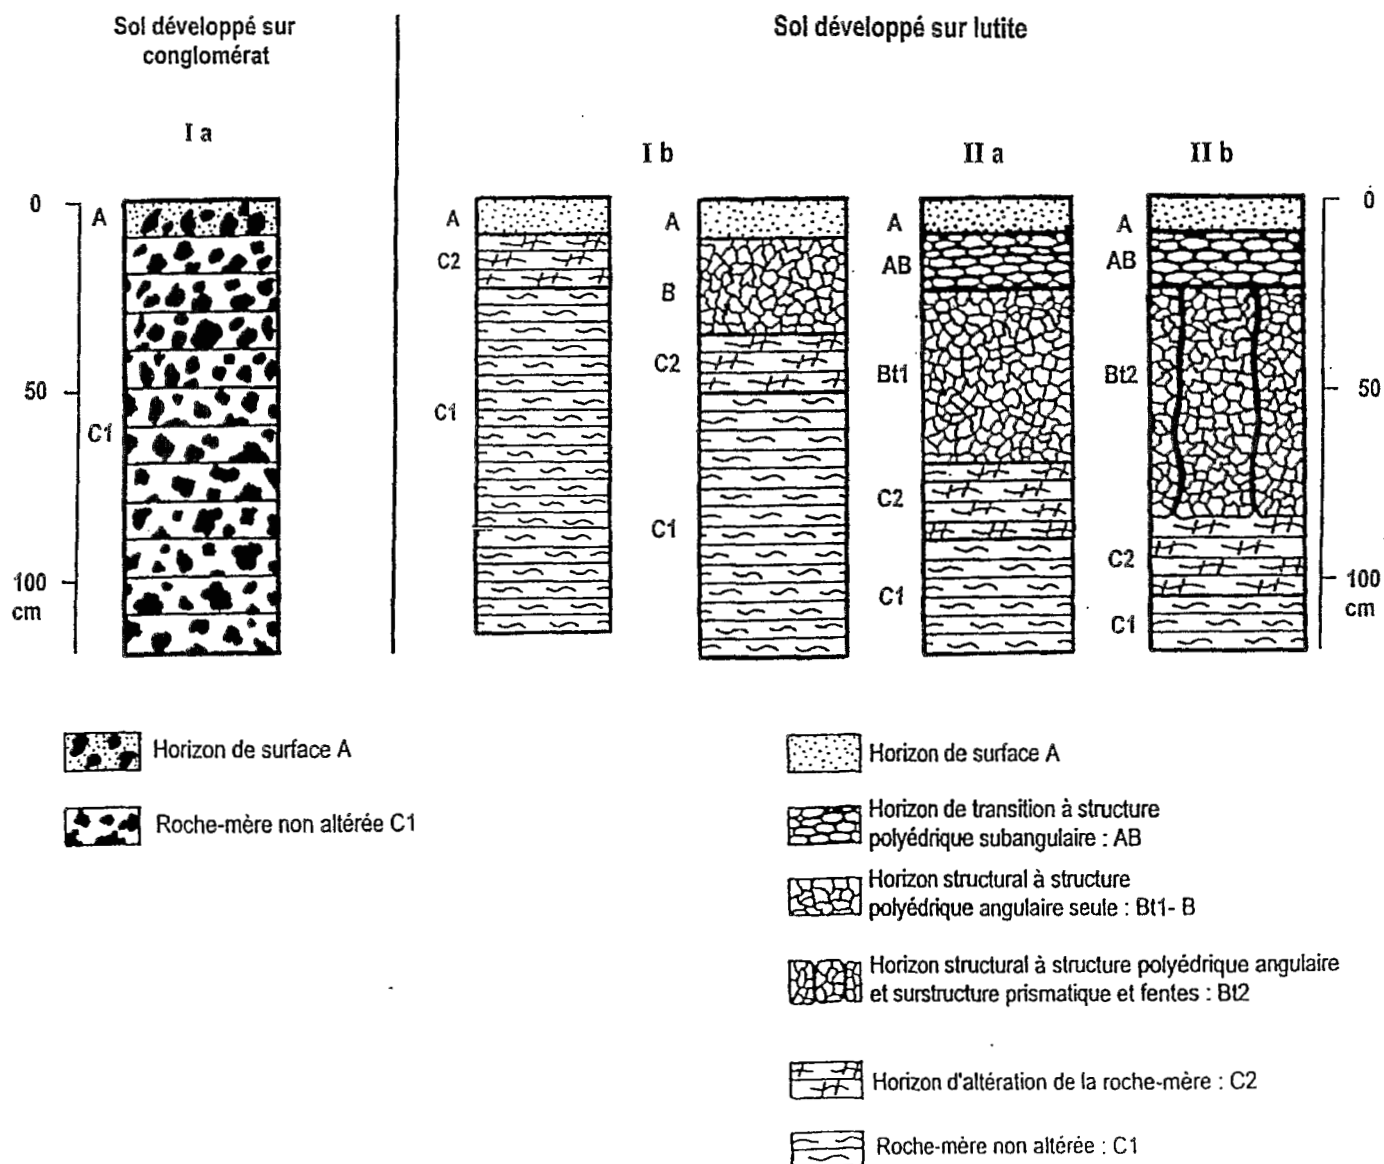 Sol développé sur
conglomérat
Sol développé sur lutite
I a
I b
II a
II b
0
50
100
cm
A
C1
A
C2
C1
A
B
C2
C1
A
AB
Bt1
C2
C1
A
AB
Bt2
C2
C1
0
50
100
cm
Horizon de surface A
Roche-mère non altérée C1
Horizon de surface A
Horizon de transition à structure
polyédrique subangulaire : AB
Horizon structural à structure
polyédrique angulaire seule : Bt1- B
Horizon structural à structure polyédrique angulaire
et surstructure prismatique et fentes : Bt2
Horizon d'altération de la roche-mère : C2
Roche-mère non altérée : C1